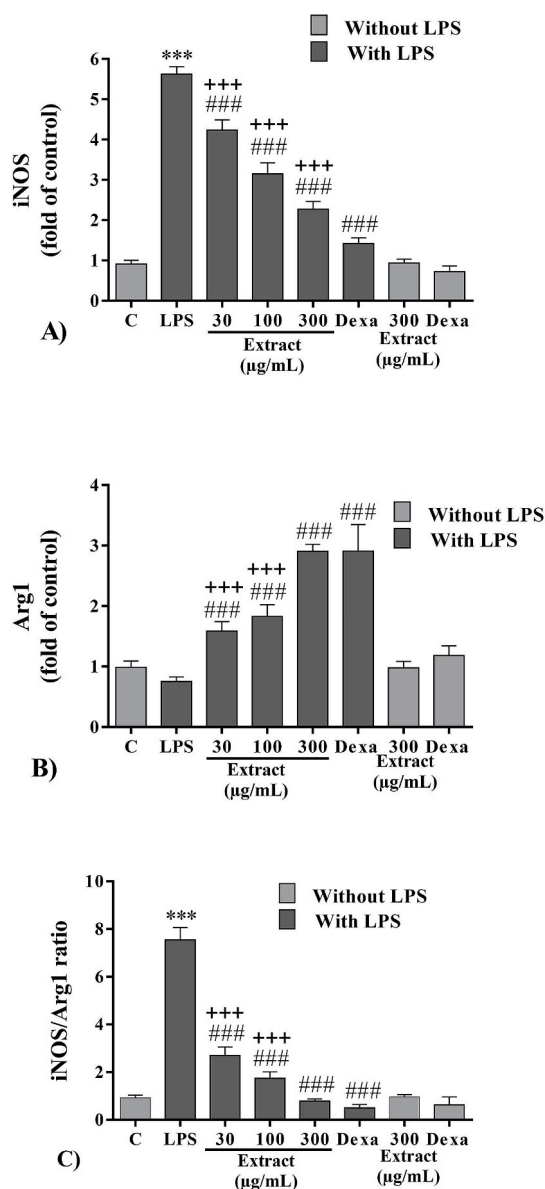 Without LPS
With LPS
iNOS
(fold of control)
6
5
4
3
2
1
0
***
+++
###
+++
###
+++
###
###
C LPS 30 100 300 Dexa 300 Dexa
Extract
(µg/mL)
Extract
(µg/mL)
A)
Without LPS
With LPS
Arg1
(fold of control)
4
3
2
1
0
+++
###
+++
###
###
###
C LPS 30 100 300 Dexa 300 Dexa
Extract
(µg/mL)
Extract
(µg/mL)
B)
Without LPS
With LPS
iNOS/Arg1 ratio
10
8
6
4
2
0
***
+++
###
+++
###
###
###
C LPS 30 100 300 Dexa 300 Dexa
Extract
(µg/mL)
Extract
(µg/mL)
C)